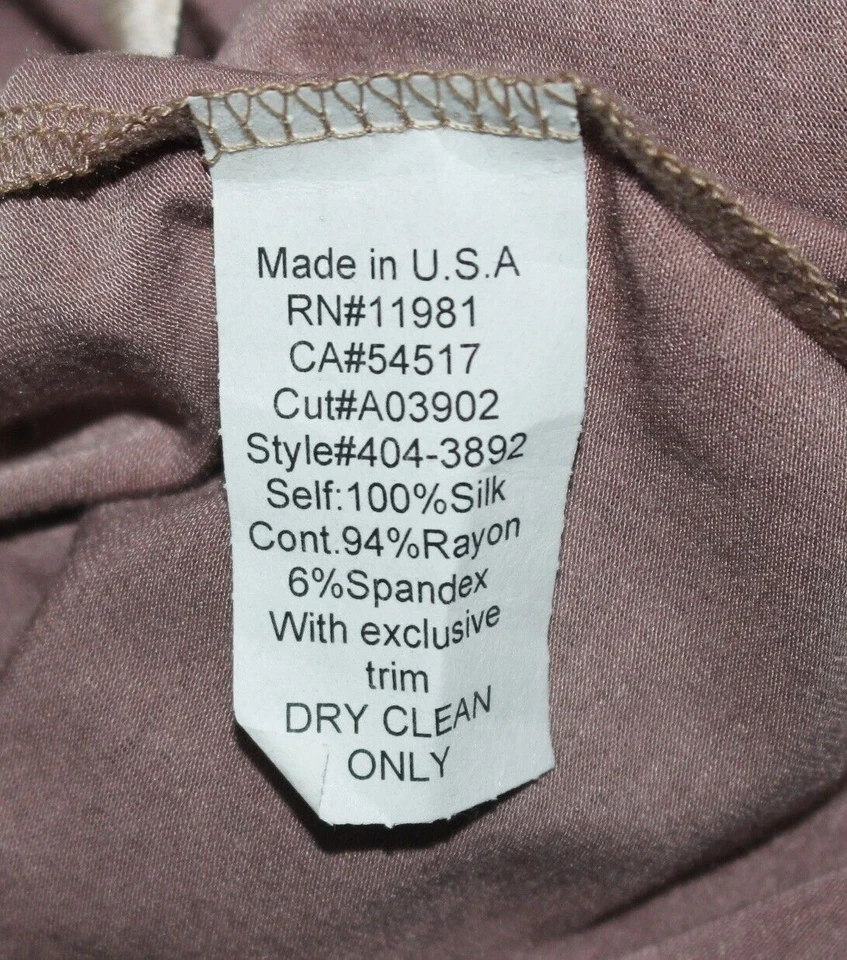 Made in U.S.A
RN#11981
CA#54517
Cut#A03902
Style#404-3892
Self:100%Silk
Cont.94%Rayon
6%Spandex
With exclusive
trim
DRY CLEAN
ONLY